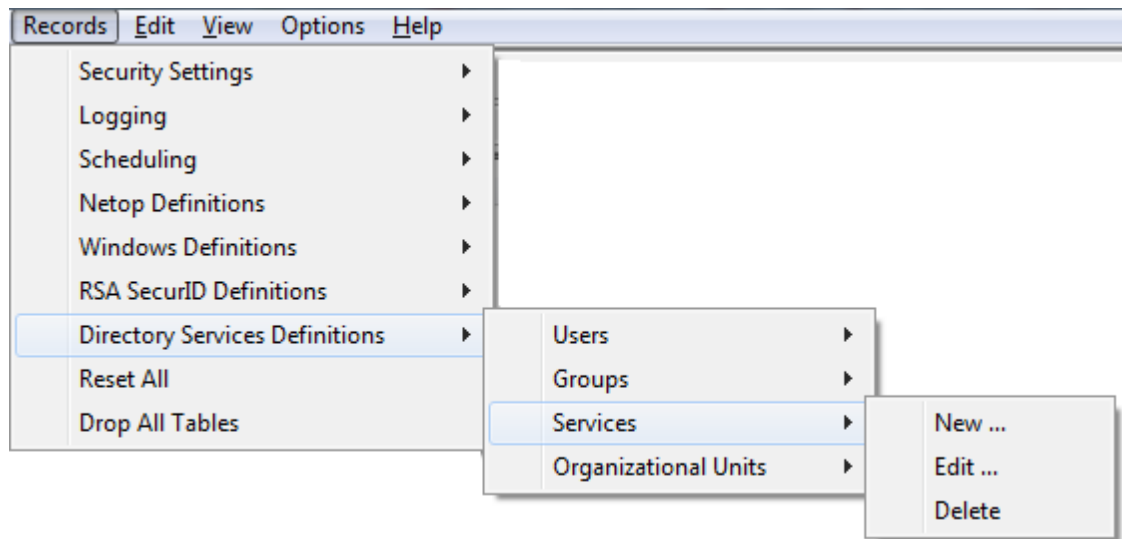 Records Edit View Options Help
Security Settings
Logging
Scheduling
Netop Definitions
Windows Definitions
RSA SecurID Definitions
Directory Services Definitions
Reset All
Drop All Tables
Users
Groups
Services
Organizational Units
New ...
Edit ...
Delete